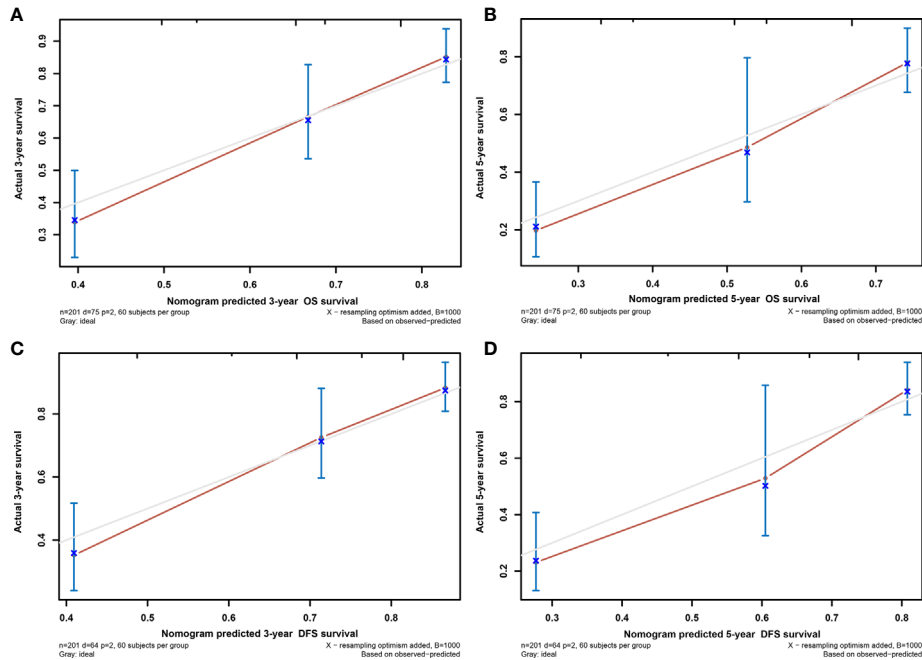 A
0.9
0.8
0.7
0.6
0.5
0.4
0.3
Actual 3-year survival
0.4 0.5 0.6 0.7 0.8
Nomogram predicted 3-year OS survival
n=201 d=75 p=2, 60 subjects per group
Gray: ideal
X − resampling optimism added, B=1000
Based on observed−predicted
B
0.8
0.6
0.4
0.2
Actual 5-year survival
0.3 0.4 0.5 0.6 0.7
Nomogram predicted 5-year OS survival
n=201 d=75 p=2, 60 subjects per group
Gray: ideal
X − resampling optimism added, B=1000
Based on observed−predicted
C
0.8
0.6
0.4
Actual 3-year survival
0.4 0.5 0.6 0.7 0.8
Nomogram predicted 3-year DFS survival
n=201 d=64 p=2, 60 subjects per group
Gray: ideal
X − resampling optimism added, B=1000
Based on observed−predicted
D
0.8
0.6
0.4
0.2
Actual 5-year survival
0.3 0.4 0.5 0.6 0.7 0.8
Nomogram predicted 5-year DFS survival
n=201 d=64 p=2, 60 subjects per group
Gray: ideal
X − resampling optimism added, B=1000
Based on observed−predicted